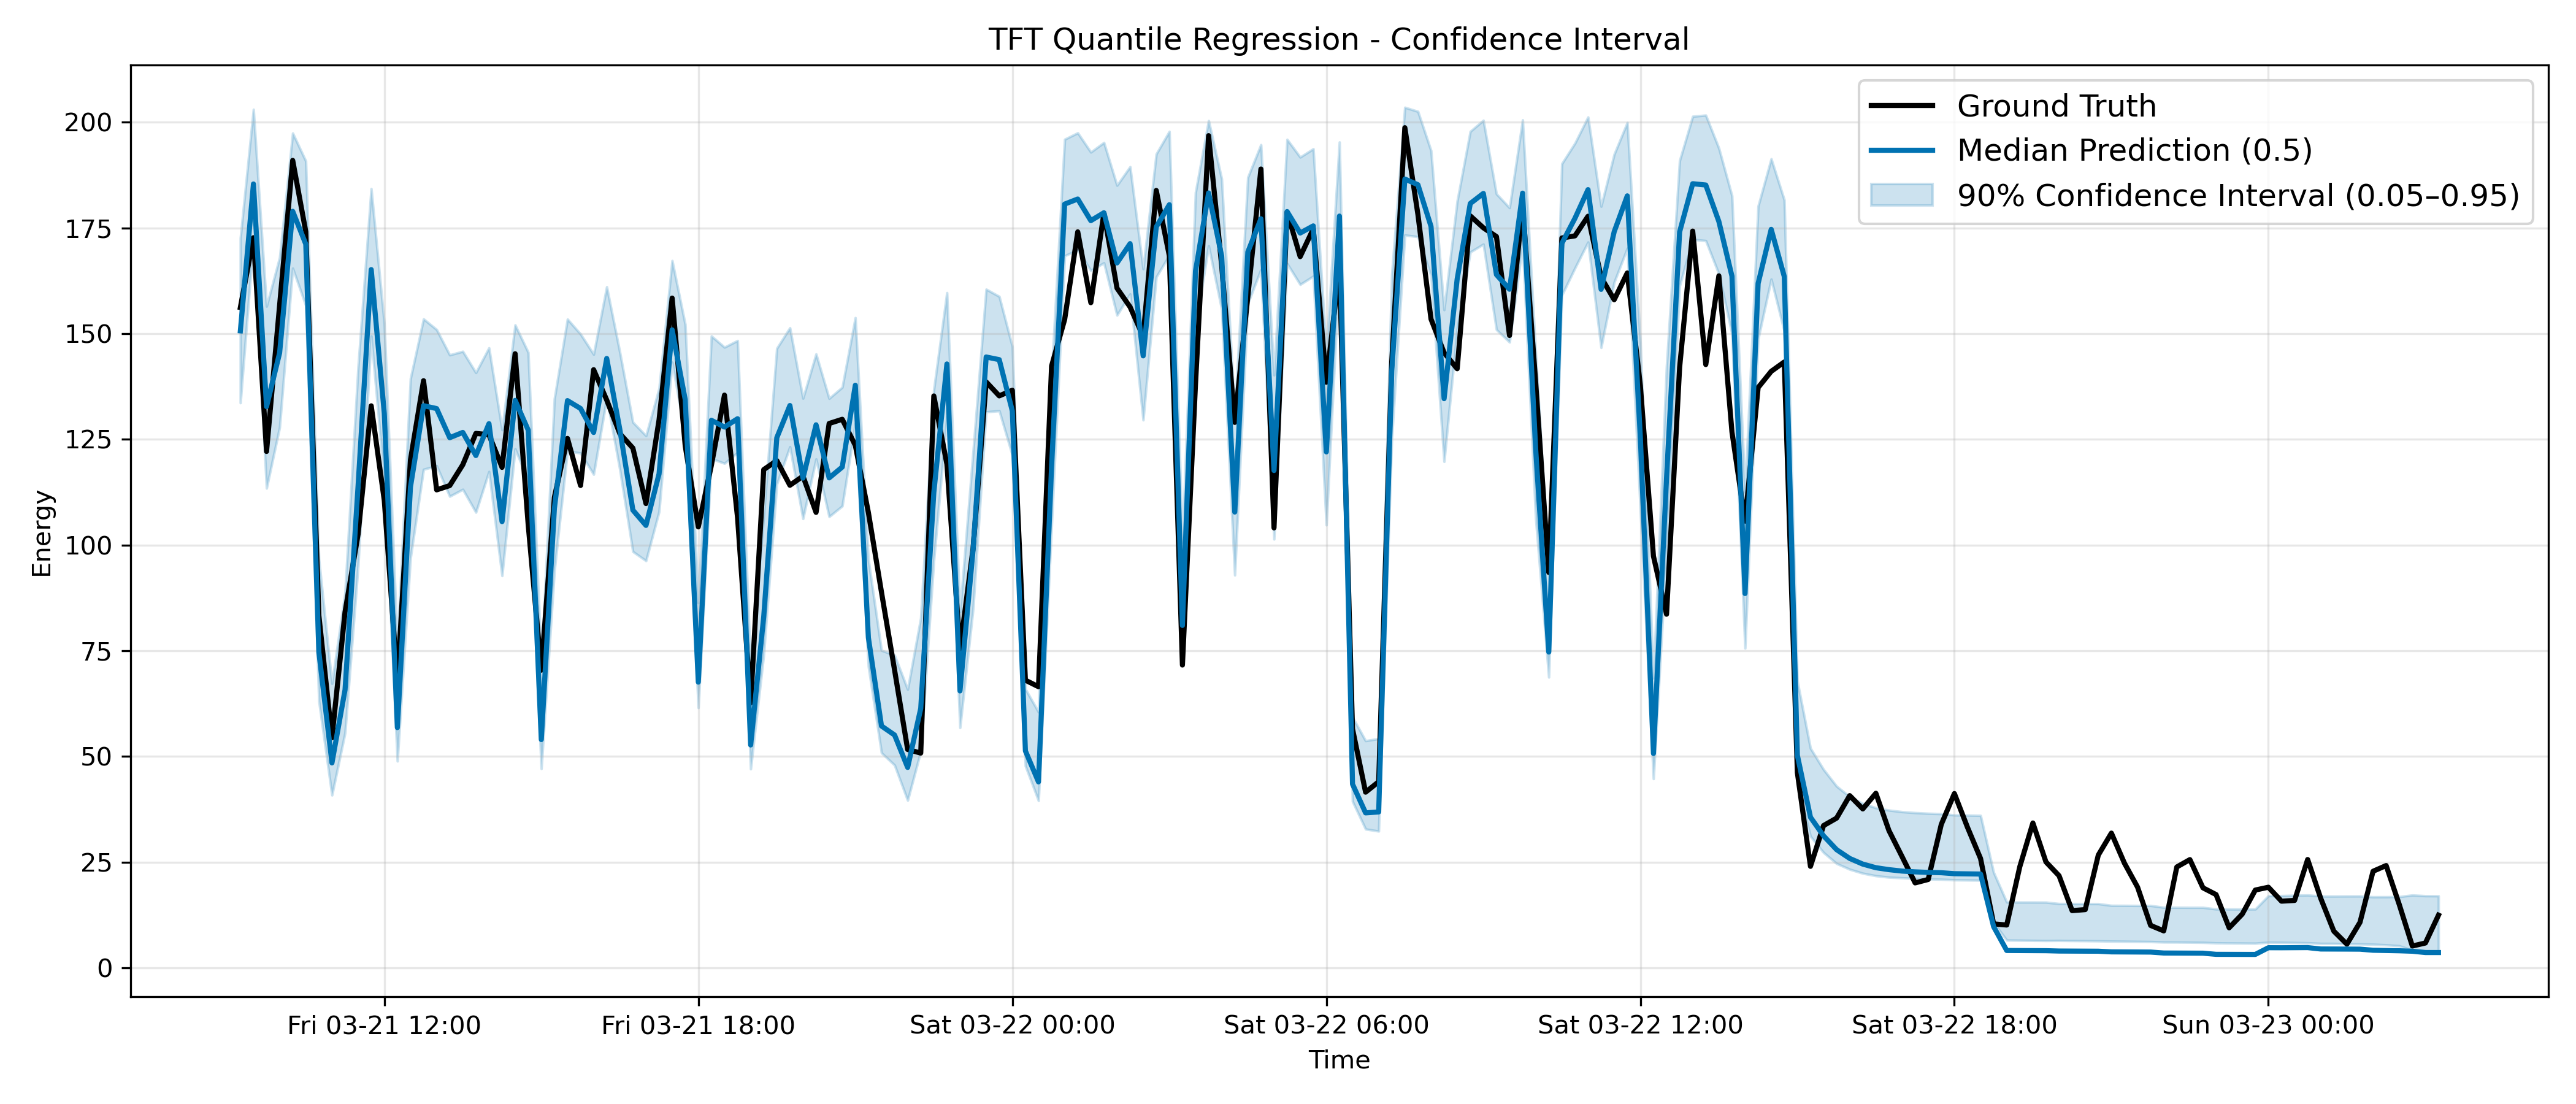 TFT Quantile Regression - Confidence Interval
Ground Truth
Median Prediction (0.5)
90% Confidence Interval (0.05–0.95)
Energy
200
175
150
125
100
75
50
25
0
Fri 03-21 12:00
Fri 03-21 18:00
Sat 03-22 00:00
Sat 03-22 06:00
Sat 03-22 12:00
Sat 03-22 18:00
Sun 03-23 00:00
Time